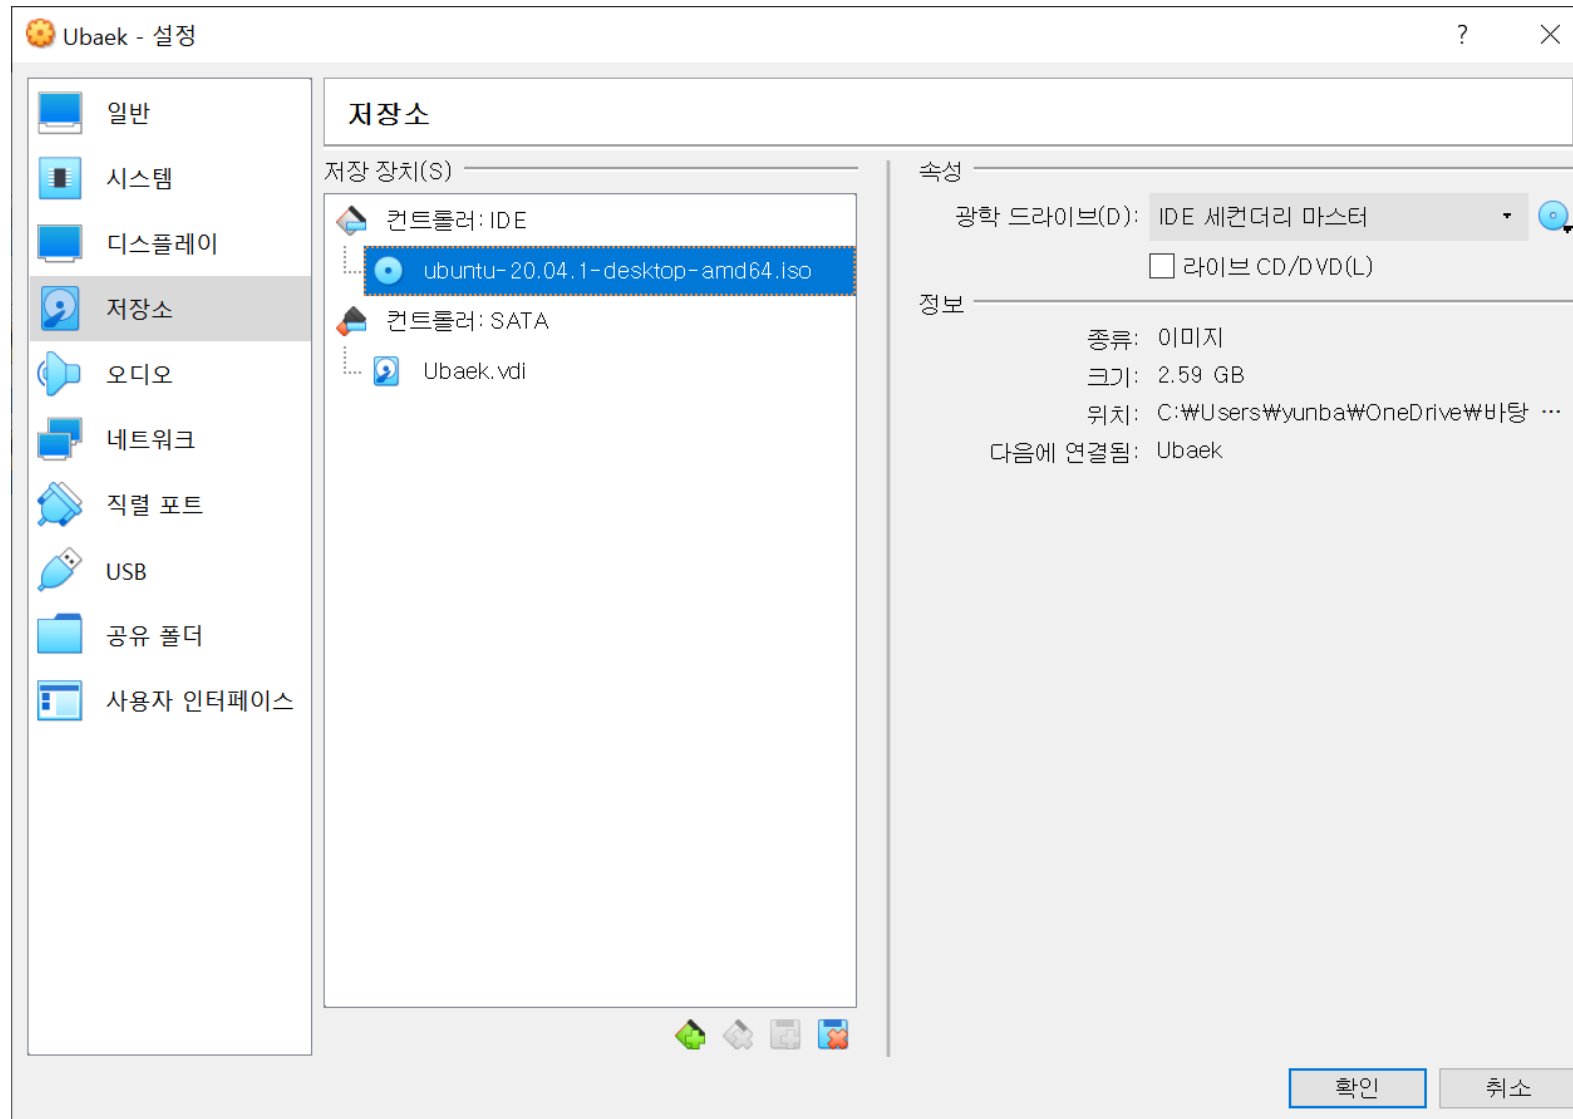 Ubaek - 설정
?
일반
시스템
디스플레이
저장소
오디오
네트워크
직렬 포트
USB
공유 폴더
사용자 인터페이스
저장소
저장 장치(S)
컨트롤러: IDE
ubuntu-20.04.1-desktop-amd64.iso
컨트롤러: SATA
Ubaek.vdi
속성
광학 드라이브(D): IDE 세컨더리 마스터
라이브 CD/DVD(L)
정보
종류: 이미지
크기: 2.59 GB
위치: C:₩Users₩yunba₩OneDrive₩바탕 ...
다음에 연결됨: Ubaek
확인
취소